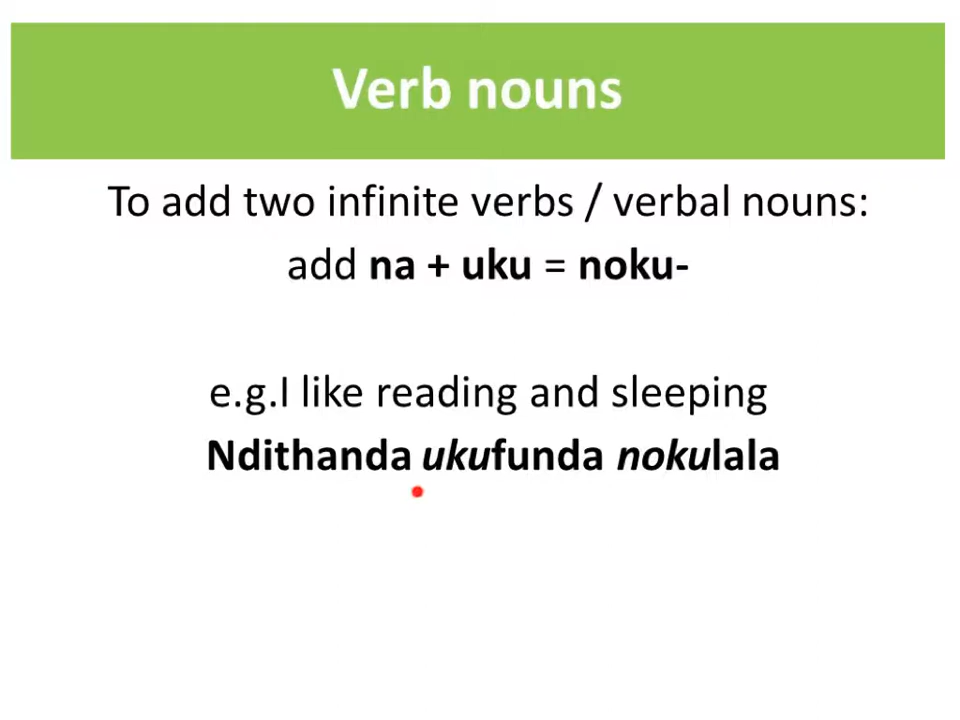 Verb nouns
To add two infinite verbs / verbal nouns:
add na + uku = noku-
e.g.I like reading and sleeping
Ndithanda ukufunda nokulala